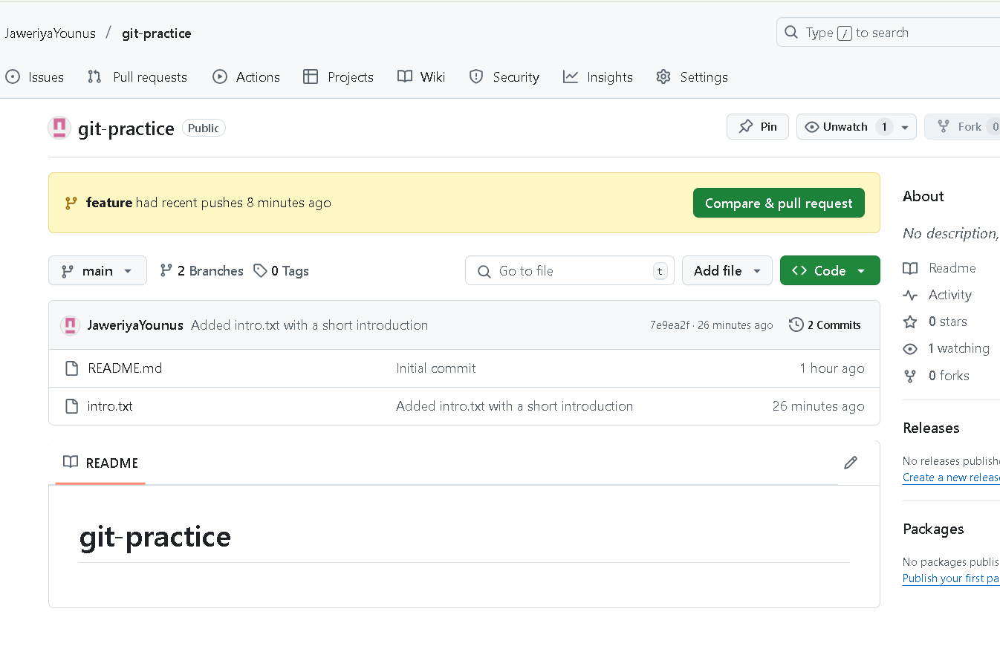 JaweriyaYounus / git-practice
Type / to search
Issues Pull requests Actions Projects Wiki Security Insights Settings
git-practice Public
Pin Unwatch 1 Fork 0
feature had recent pushes 8 minutes ago Compare & pull request
main 2 Branches 0 Tags Go to file t Add file <> Code
JaweriyaYounus Added intro.txt with a short introduction 7e9ea2f · 26 minutes ago 2 Commits
README.md Initial commit 1 hour ago
intro.txt Added intro.txt with a short introduction 26 minutes ago
README
git-practice
About
No description,
Readme
Activity
0 stars
1 watching
0 forks
Releases
No releases publishe
Create a new releas
Packages
No packages publis
Publish your first pa